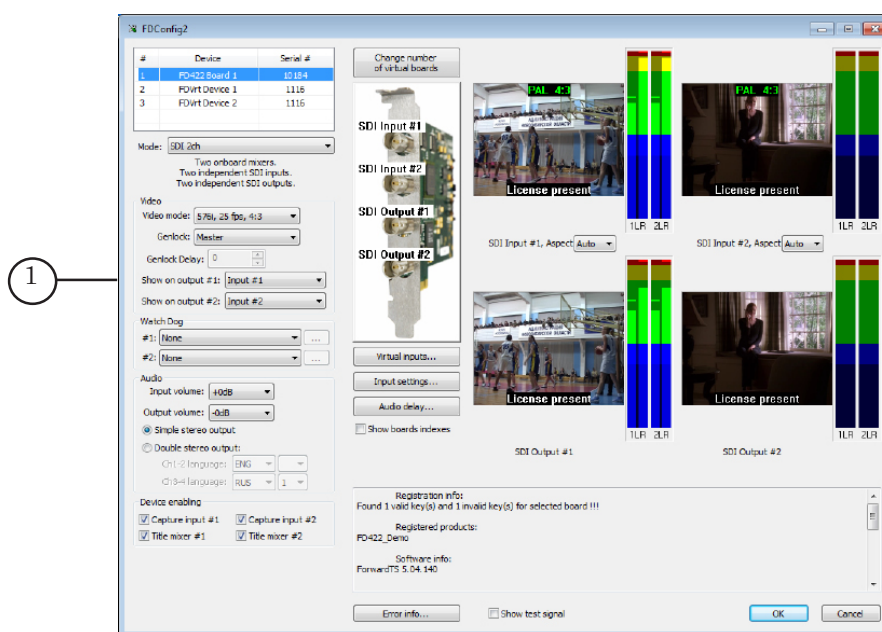 FDConfig2
# Device Serial #
1 FD422 Board 1 10184
2 FDVrt Device 1 1116
3 FDVrt Device 2 1116
Mode: SDI 2ch
Two onboard mixers.
Two independent SDI inputs.
Two independent SDI outputs.
Video
Video mode: 576i, 25 fps, 4:3
Genlock: Master
Genlock Delay: 0
1
Show on output #1: Input #1
Show on output #2: Input #2
Watch Dog
#1: None ...
#2: None ...
Audio
Input volume: +0dB
Output volume: -0dB
Simple stereo output
Double stereo output:
Ch1-2 language: ENG
Ch3-4 language: RUS 1
Device enabling
Capture input #1 Capture input #2
Title mixer #1 Title mixer #2
Change number
of virtual boards
SDI Input #1
SDI Input #2
SDI Output #1
SDI Output #2
Virtual inputs...
Input settings...
Audio delay...
Show boards indexes
PAL 4:3
License present
1LR 2LR
SDI Input #1, Aspect Auto
PAL 4:3
License present
1LR 2LR
SDI Input #2, Aspect Auto
License present
1LR 2LR
SDI Output #1
License present
1LR 2LR
SDI Output #2
Registration info:
Found 1 valid key(s) and 1 invalid key(s) for selected board !!!
Registered products:
FD422_Demo
Software info:
ForwardTS 5.04.140
Error info...
Show test signal
OK
Cancel